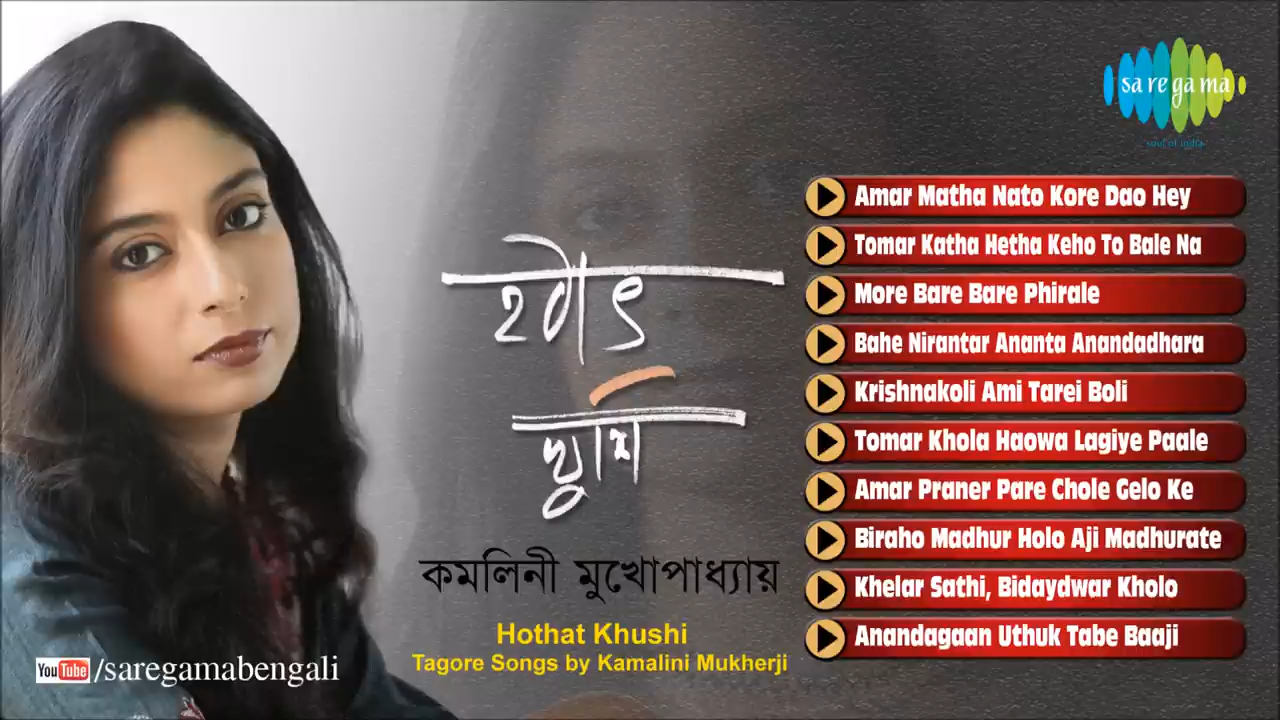 sa re ga ma
soul of india
হঠাৎ
খুশি
কমলিনী মুখোপাধ্যায়
Hothat Khushi
Tagore Songs by Kamalini Mukherji
YouTube /saregamabengali
Amar Matha Nato Kore Dao Hey
Tomar Katha Hetha Keho To Bale Na
More Bare Bare Phirale
Bahe Nirantar Ananta Anandadhara
Krishnakoli Ami Tarei Boli
Tomar Khola Haowa Lagiye Paale
Amar Praner Pare Chole Gelo Ke
Biraho Madhur Holo Aji Madhurate
Khelar Sathi, Bidaydwar Kholo
Anandagaan Uthuk Tabe Baaji